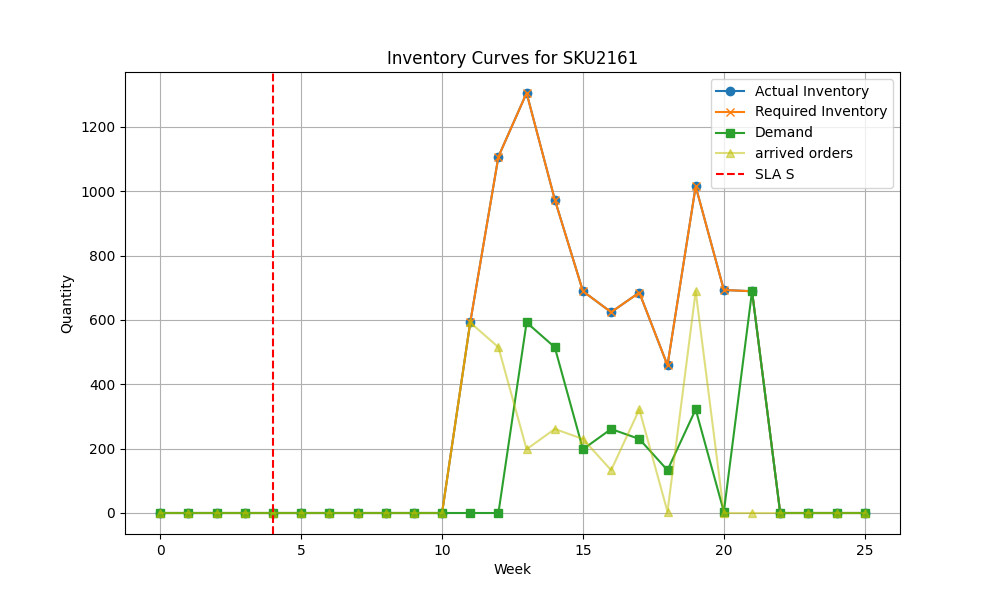 Inventory Curves for SKU2161
Actual Inventory
Required Inventory
Demand
arrived orders
SLA S
1200
1000
800
600
400
200
0
Quantity
0 5 10 15 20 25
Week